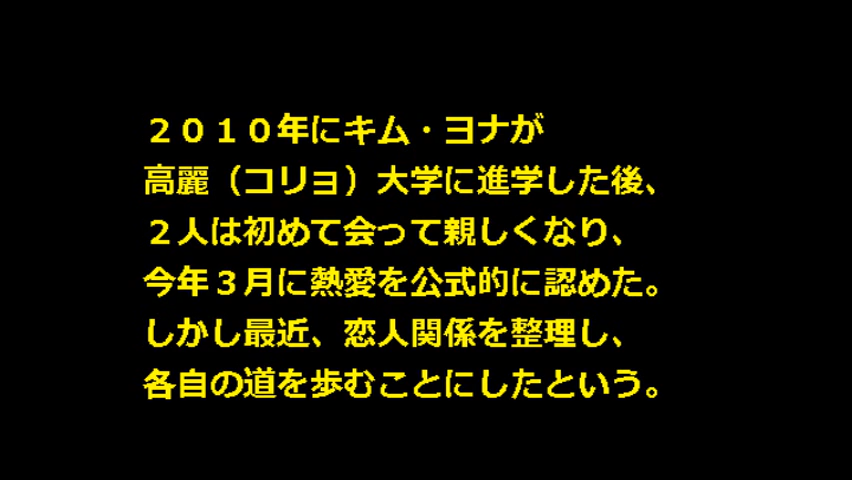 ２０１０年にキム・ヨナが
高麗（コリョ）大学に進学した後、
２人は初めて会って親しくなり、
今年３月に熱愛を公式的に認めた。
しかし最近、恋人関係を整理し、
各自の道を歩むことにしたという。